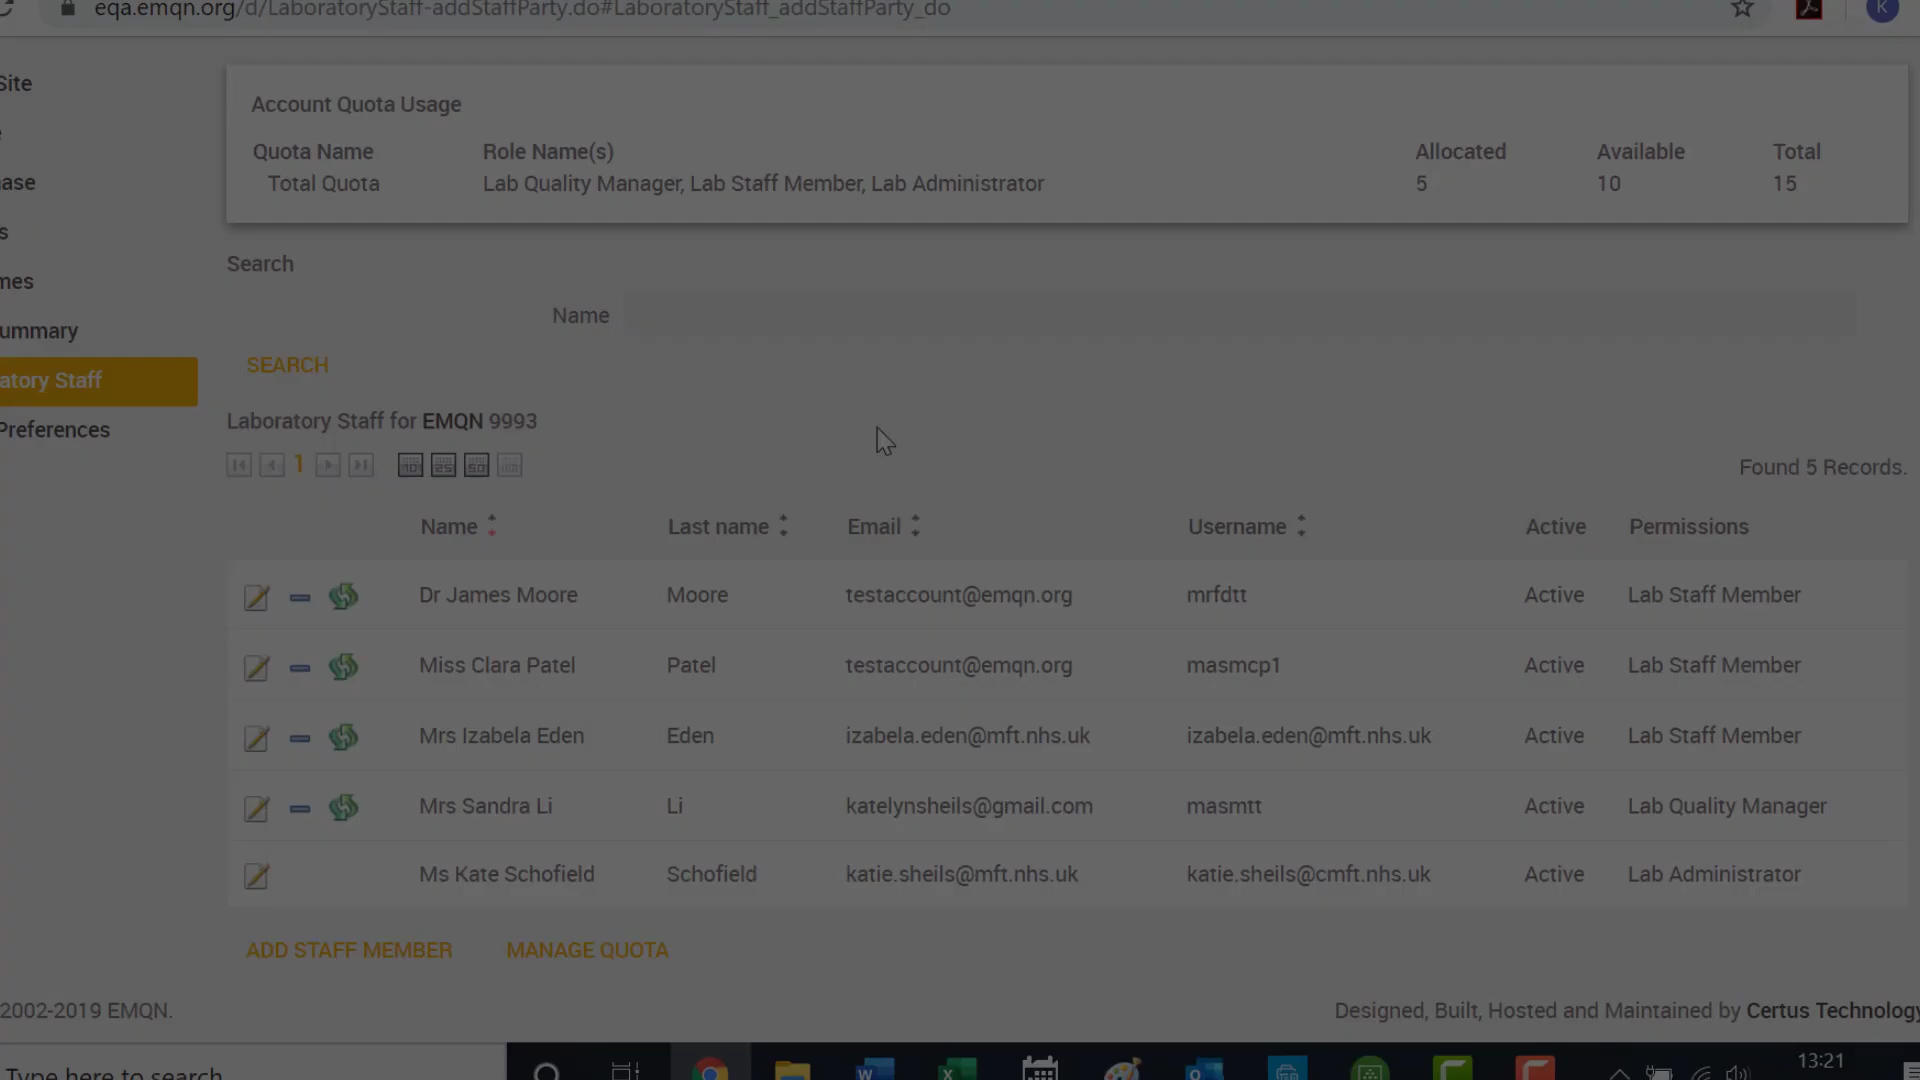 eqa.emqn.org/d/LaboratoryStaff-addStaffParty.do#LaboratoryStaff_addStaffParty_do
K
Site
Account Quota Usage
Quota Name Role Name(s) Allocated Available Total
Total Quota Lab Quality Manager, Lab Staff Member, Lab Administrator 5 10 15
ase
s
mes
ummary
atory Staff
Preferences
Search
Name
SEARCH
Laboratory Staff for EMQN 9993
1 10 25 50
Found 5 Records.
Name Last name Email Username Active Permissions
Dr James Moore Moore testaccount@emqn.org mrfdtt Active Lab Staff Member
Miss Clara Patel Patel testaccount@emqn.org masmcp1 Active Lab Staff Member
Mrs Izabela Eden Eden izabela.eden@mft.nhs.uk izabela.eden@mft.nhs.uk Active Lab Staff Member
Mrs Sandra Li Li katelynsheils@gmail.com masmtt Active Lab Quality Manager
Ms Kate Schofield Schofield katie.sheils@mft.nhs.uk katie.sheils@cmft.nhs.uk Active Lab Administrator
ADD STAFF MEMBER MANAGE QUOTA
2002-2019 EMQN. Designed, Built, Hosted and Maintained by Certus Technology
Type here to search
13:21